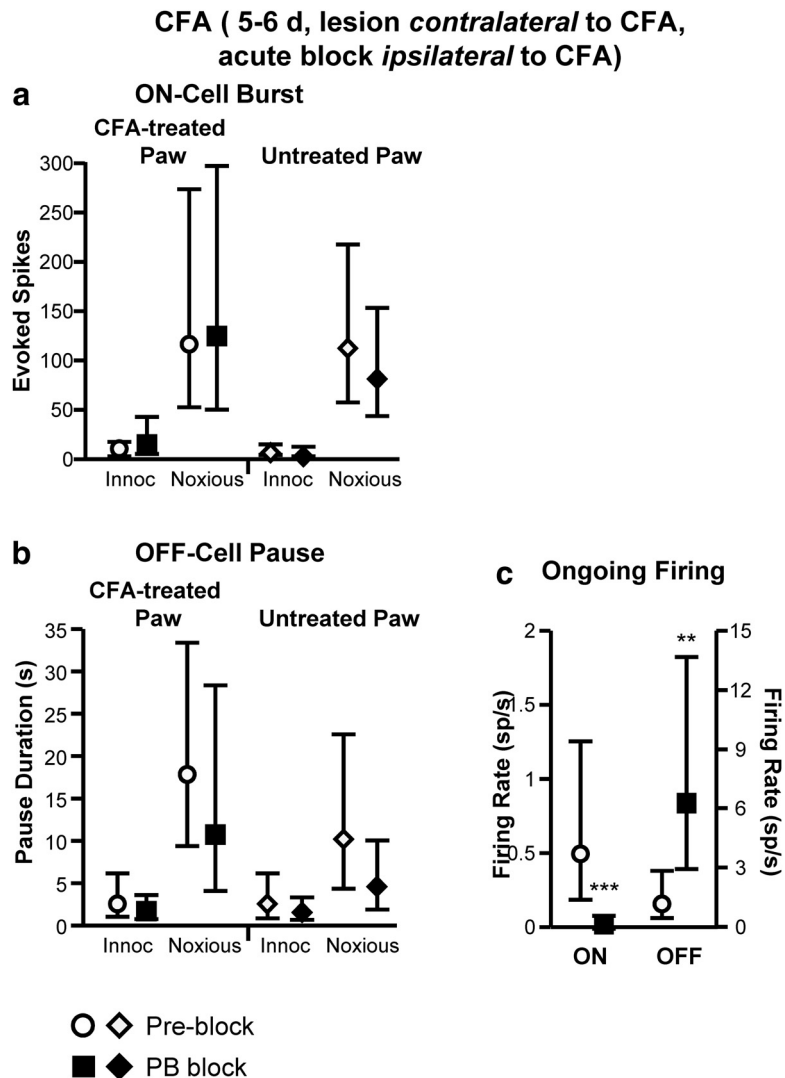 CFA ( 5-6 d, lesion contralateral to CFA,
acute block ipsilateral to CFA)
a
ON-Cell Burst
CFA-treated
Paw
Untreated Paw
Evoked Spikes
300
250
200
150
100
50
0
Innoc Noxious Innoc Noxious
b
OFF-Cell Pause
CFA-treated
Paw
Untreated Paw
Pause Duration (s)
35
30
25
20
15
10
5
0
Innoc Noxious Innoc Noxious
c
Ongoing Firing
Firing Rate (sp/s)
2
1.5
1
0.5
0
***
**
15
12
9
6
3
0
Firing Rate (sp/s)
ON OFF
Pre-block
PB block